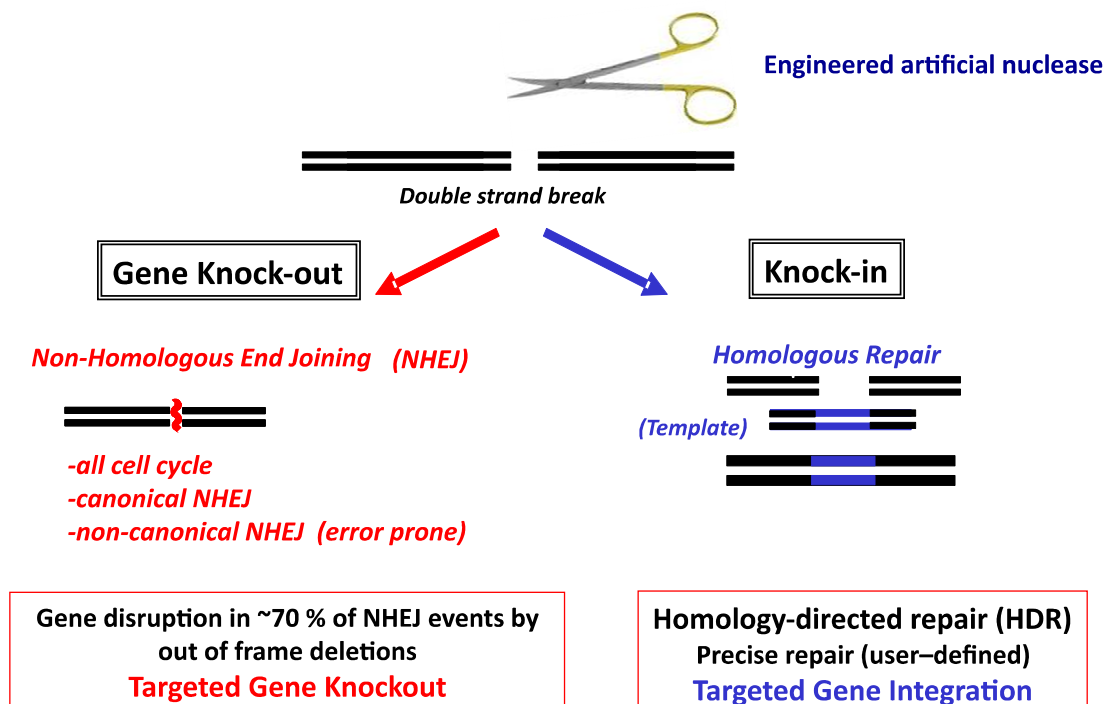 Engineered artificial nuclease
Double strand break
Gene Knock-out
Knock-in
Non-Homologous End Joining (NHEJ)
-all cell cycle
-canonical NHEJ
-non-canonical NHEJ (error prone)
Homologous Repair
(Template)
Gene disruption in ~70 % of NHEJ events by
out of frame deletions
Targeted Gene Knockout
Homology-directed repair (HDR)
Precise repair (user–defined)
Targeted Gene Integration